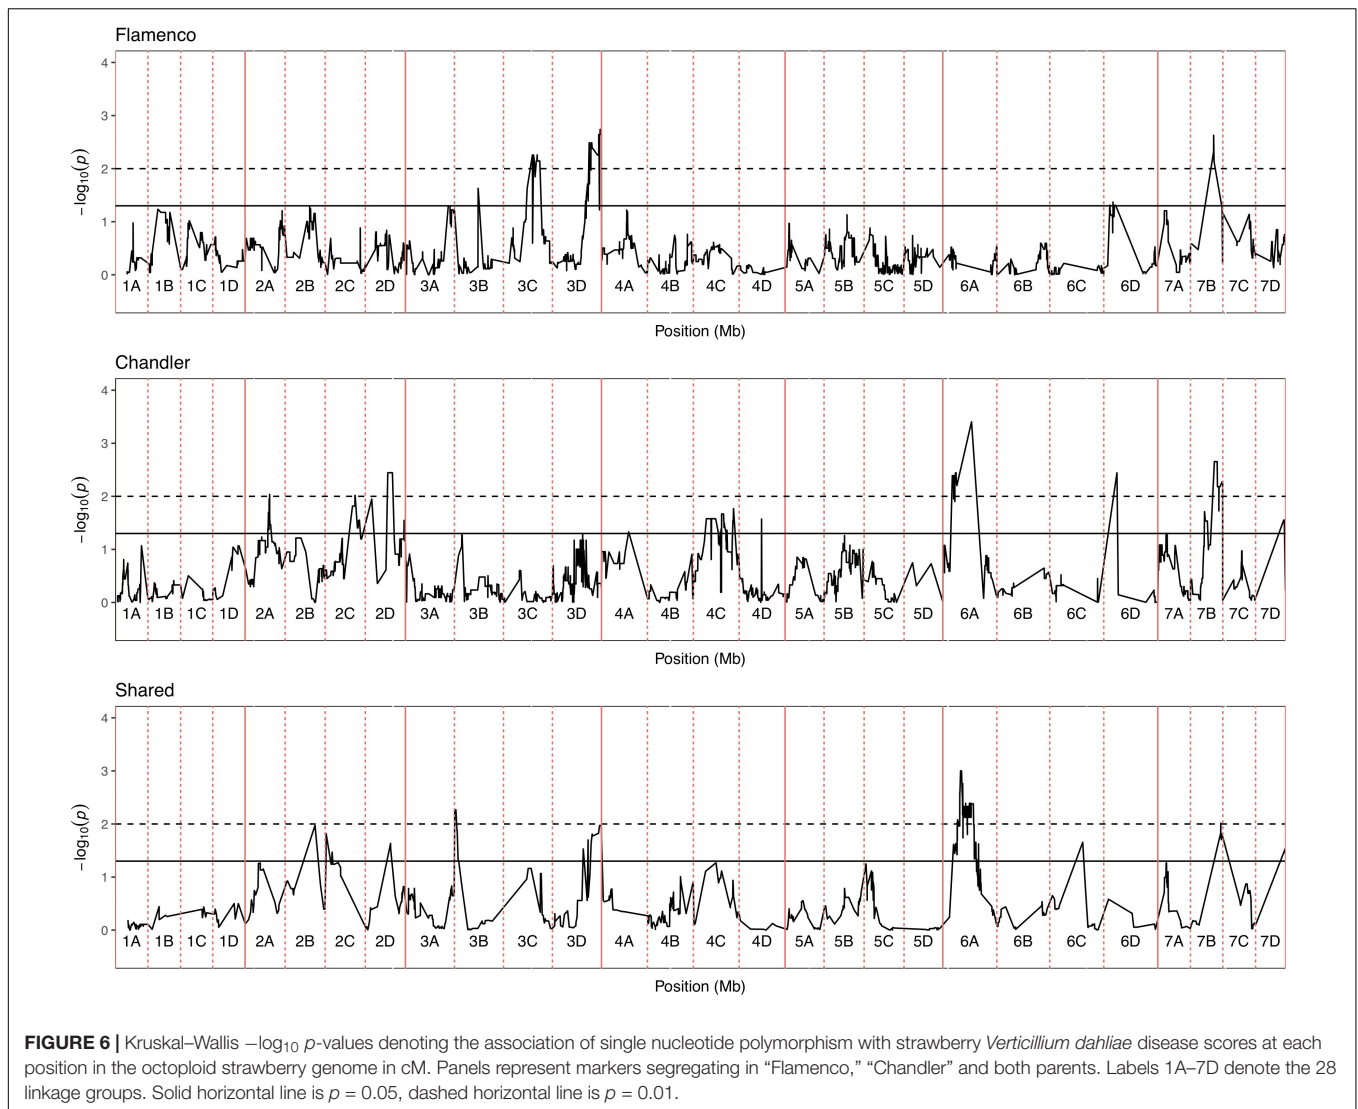 Flamenco
4
3
2
1
0
−log10(p)
1A 1B 1C 1D 2A 2B 2C 2D 3A 3B 3C 3D 4A 4B 4C 4D 5A 5B 5C 5D 6A 6B 6C 6D 7A 7B 7C 7D
Position (Mb)
Chandler
4
3
2
1
0
−log10(p)
1A 1B 1C 1D 2A 2B 2C 2D 3A 3B 3C 3D 4A 4B 4C 4D 5A 5B 5C 5D 6A 6B 6C 6D 7A 7B 7C 7D
Position (Mb)
Shared
4
3
2
1
0
−log10(p)
1A 1B 1C 1D 2A 2B 2C 2D 3A 3B 3C 3D 4A 4B 4C 4D 5A 5B 5C 5D 6A 6B 6C 6D 7A 7B 7C 7D
Position (Mb)
FIGURE 6 | Kruskal–Wallis −log10 p-values denoting the association of single nucleotide polymorphism with strawberry Verticillium dahliae disease scores at each
position in the octoploid strawberry genome in cM. Panels represent markers segregating in “Flamenco,” “Chandler” and both parents. Labels 1A–7D denote the 28
linkage groups. Solid horizontal line is p = 0.05, dashed horizontal line is p = 0.01.